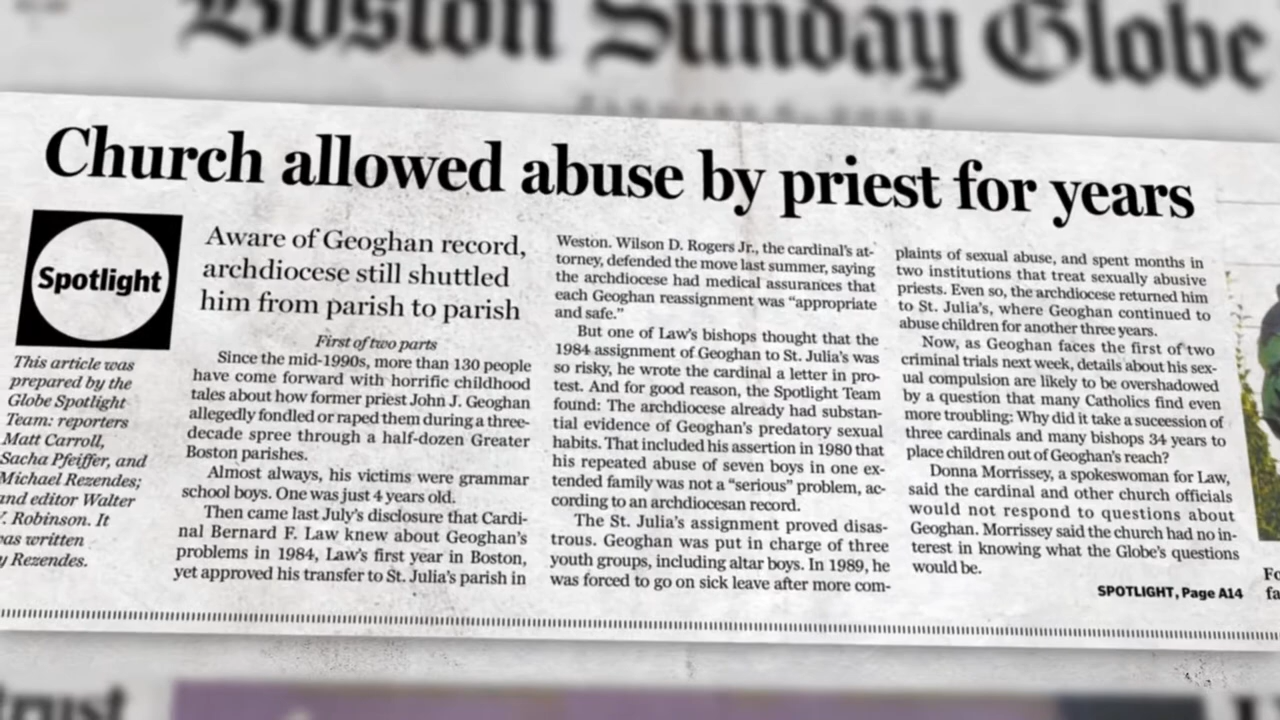 Boston Sunday Globe
Church allowed abuse by priest for years
Spotlight
This article was
prepared by the
Globe Spotlight
Team: reporters
Matt Carroll,
Sacha Pfeiffer, and
Michael Rezendes;
and editor Walter
V. Robinson. It
was written
by Rezendes.
Aware of Geoghan record,
archdiocese still shuttled
him from parish to parish
First of two parts
Since the mid-1990s, more than 130 people
have come forward with horrific childhood
tales about how former priest John J. Geoghan
allegedly fondled or raped them during a three-
decade spree through a half-dozen Greater
Boston parishes.
Almost always, his victims were grammar
school boys. One was just 4 years old.
Then came last July's disclosure that Cardi-
nal Bernard F. Law knew about Geoghan's
problems in 1984, Law's first year in Boston,
yet approved his transfer to St. Julia's parish in
Weston. Wilson D. Rogers Jr., the cardinal's at-
torney, defended the move last summer, saying
the archdiocese had medical assurances that
each Geoghan reassignment was "appropriate
and safe."
But one of Law's bishops thought that the
1984 assignment of Geoghan to St. Julia's was
so risky, he wrote the cardinal a letter in pro-
test. And for good reason, the Spotlight Team
found: The archdiocese already had substan-
tial evidence of Geoghan's predatory sexual
habits. That included his assertion in 1980 that
his repeated abuse of seven boys in one ex-
tended family was not a "serious" problem, ac-
cording to an archdiocesan record.
The St. Julia's assignment proved disas-
trous. Geoghan was put in charge of three
youth groups, including altar boys. In 1989, he
was forced to go on sick leave after more com-
plaints of sexual abuse, and spent months in
two institutions that treat sexually abusive
priests. Even so, the archdiocese returned him
to St. Julia's, where Geoghan continued to
abuse children for another three years.
Now, as Geoghan faces the first of two
criminal trials next week, details about his sex-
ual compulsion are likely to be overshadowed
by a question that many Catholics find even
more troubling: Why did it take a succession of
three cardinals and many bishops 34 years to
place children out of Geoghan's reach?
Donna Morrissey, a spokeswoman for Law,
said the cardinal and other church officials
would not respond to questions about
Geoghan. Morrissey said the church had no in-
terest in knowing what the Globe's questions
would be.
SPOTLIGHT, Page A14
Fo
fa
trust